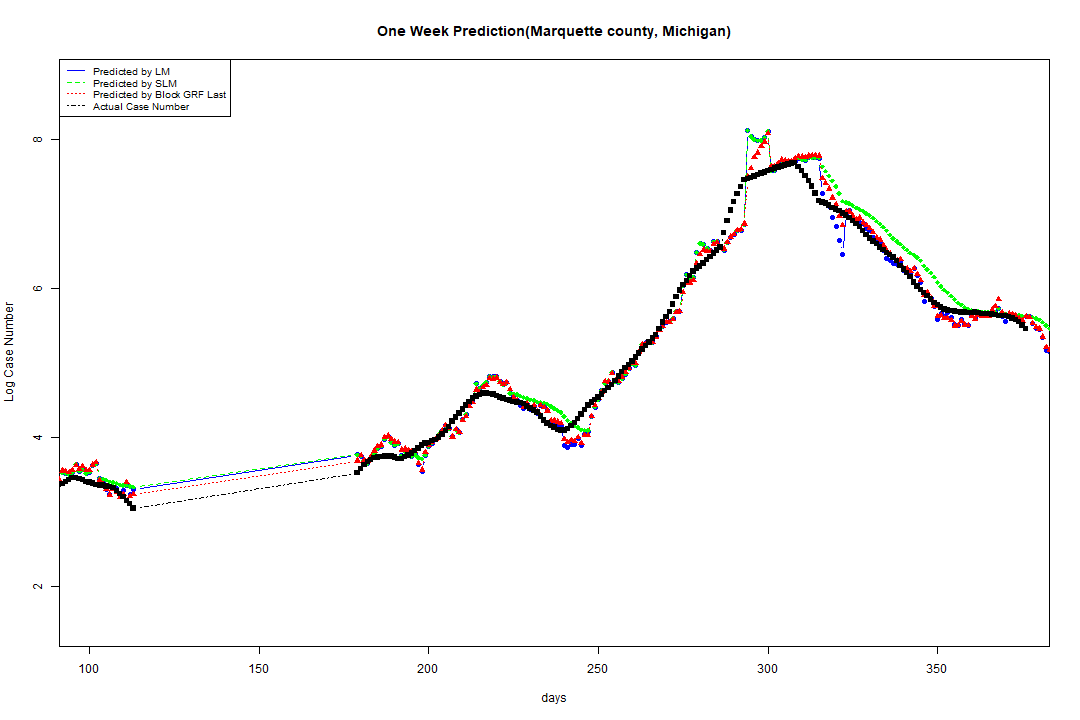 One Week Prediction(Marquette county, Michigan)
Predicted by LM
Predicted by SLM
Predicted by Block GRF Last
Actual Case Number
Log Case Number
8
6
4
2
100 150 200 250 300 350
days